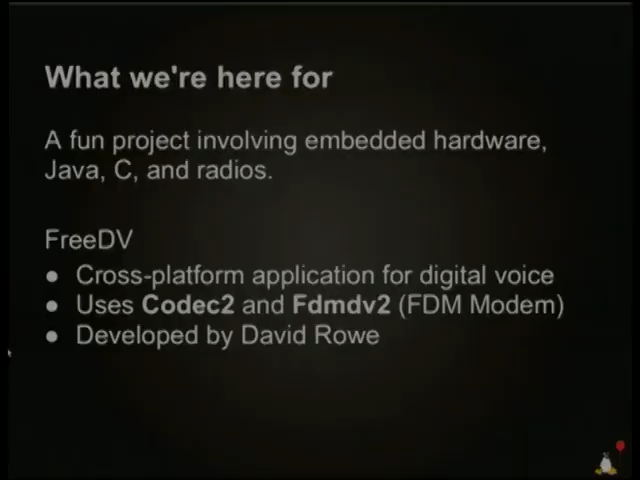 What we're here for
A fun project involving embedded hardware,
Java, C, and radios.
FreeDV
● Cross-platform application for digital voice
● Uses Codec2 and Fdmdv2 (FDM Modem)
● Developed by David Rowe